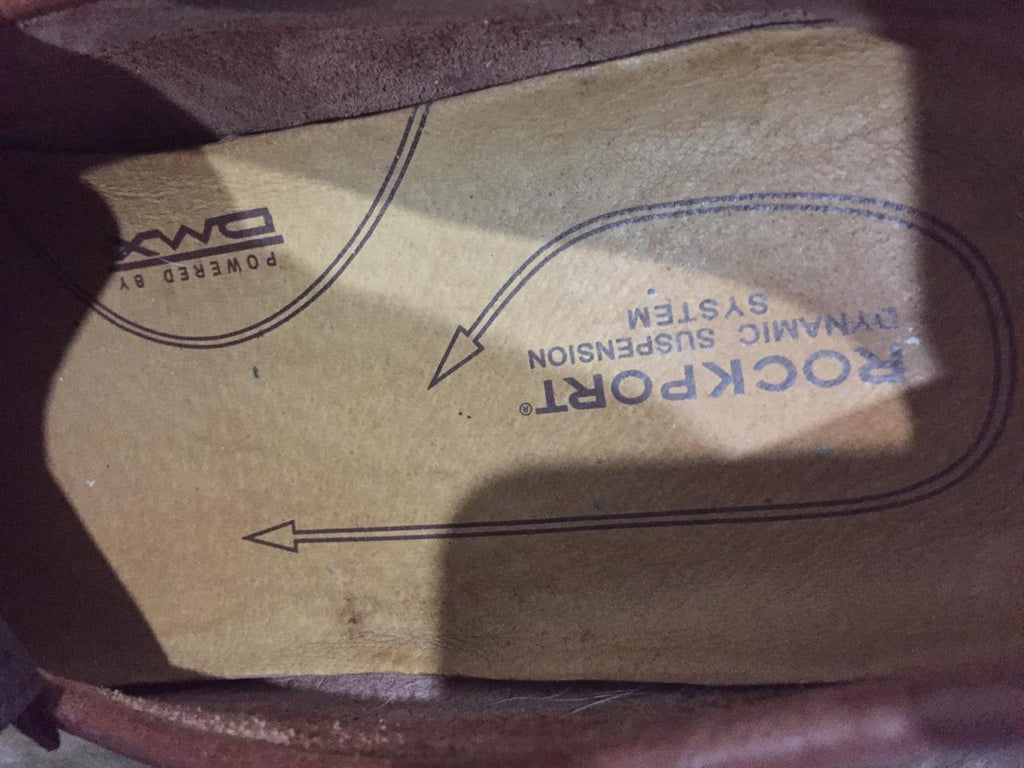 ROCKPORT®
DYNAMIC SUSPENSION
SYSTEM
POWERED BY
DMX